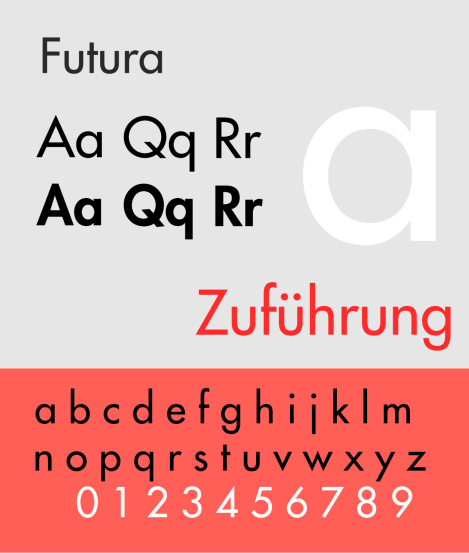 Futura
Aa Qq Rr
Aa Qq Rr
a
Zuführung
a b c d e f g h i j k l m
n o p q r s t u v w x y z
0 1 2 3 4 5 6 7 8 9